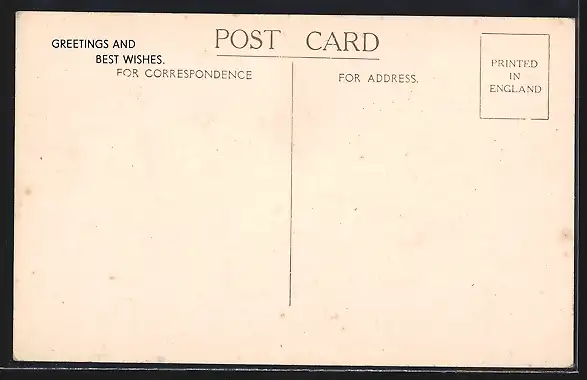 GREETINGS AND
BEST WISHES.
POST CARD
FOR CORRESPONDENCE
FOR ADDRESS.
PRINTED
IN
ENGLAND